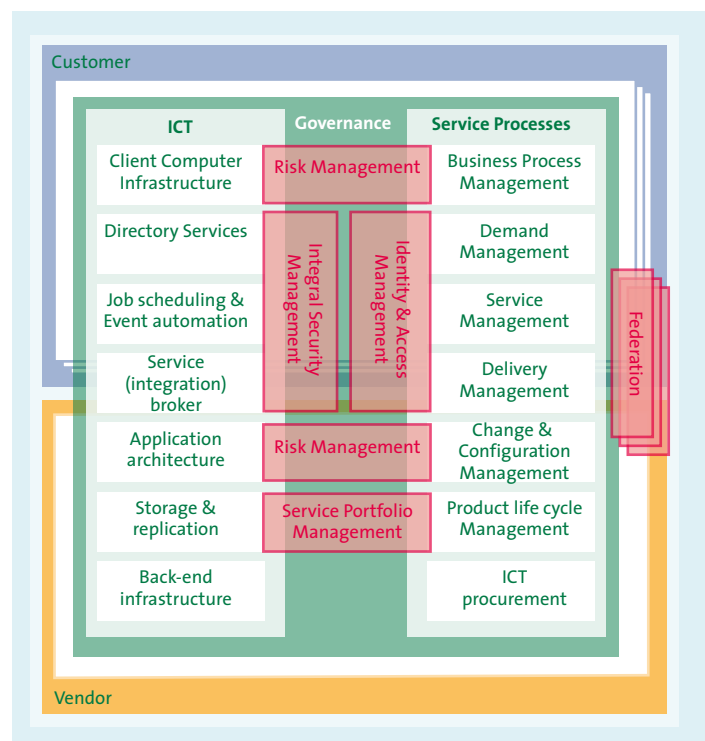 Customer
ICT
Governance
Service Processes
Client Computer
Infrastructure
Risk Management
Business Process
Management
Directory Services
Integral Security
Management
Identity & Access
Management
Demand
Management
Job scheduling &
Event automation
Service
Management
Federation
Service
(integration)
broker
Delivery
Management
Application
architecture
Risk Management
Change &
Configuration
Management
Storage &
replication
Service Portfolio
Management
Product life cycle
Management
Back-end
infrastructure
ICT
procurement
Vendor